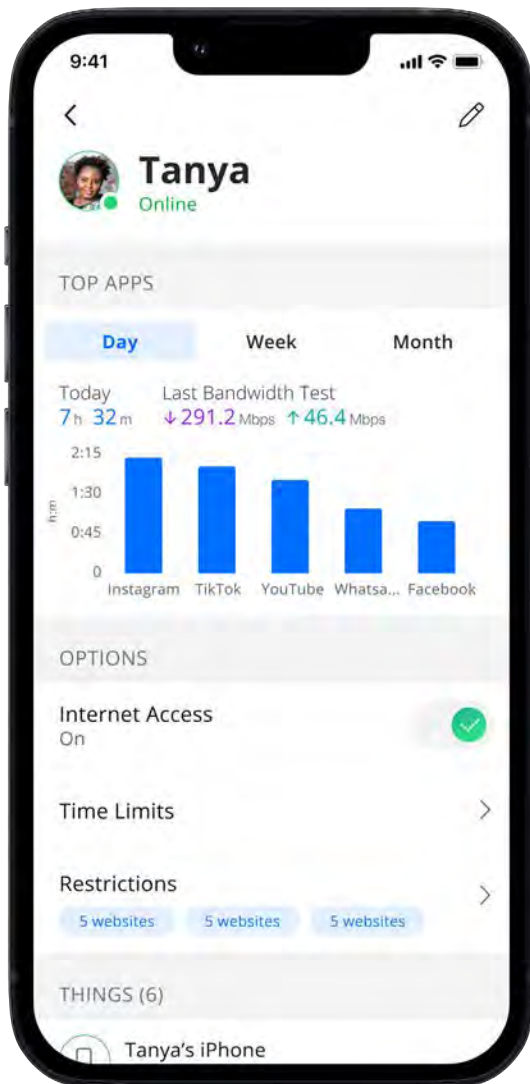 9:41
Tanya
Online
TOP APPS
Day Week Month
Today Last Bandwidth Test
7 h 32 m ↓291.2 Mbps ↑46.4 Mbps
2:15
1:30
h:m
0:45
0
Instagram TikTok YouTube Whatsa... Facebook
OPTIONS
Internet Access
On
Time Limits
Restrictions
5 websites 5 websites 5 websites
THINGS (6)
Tanya's iPhone